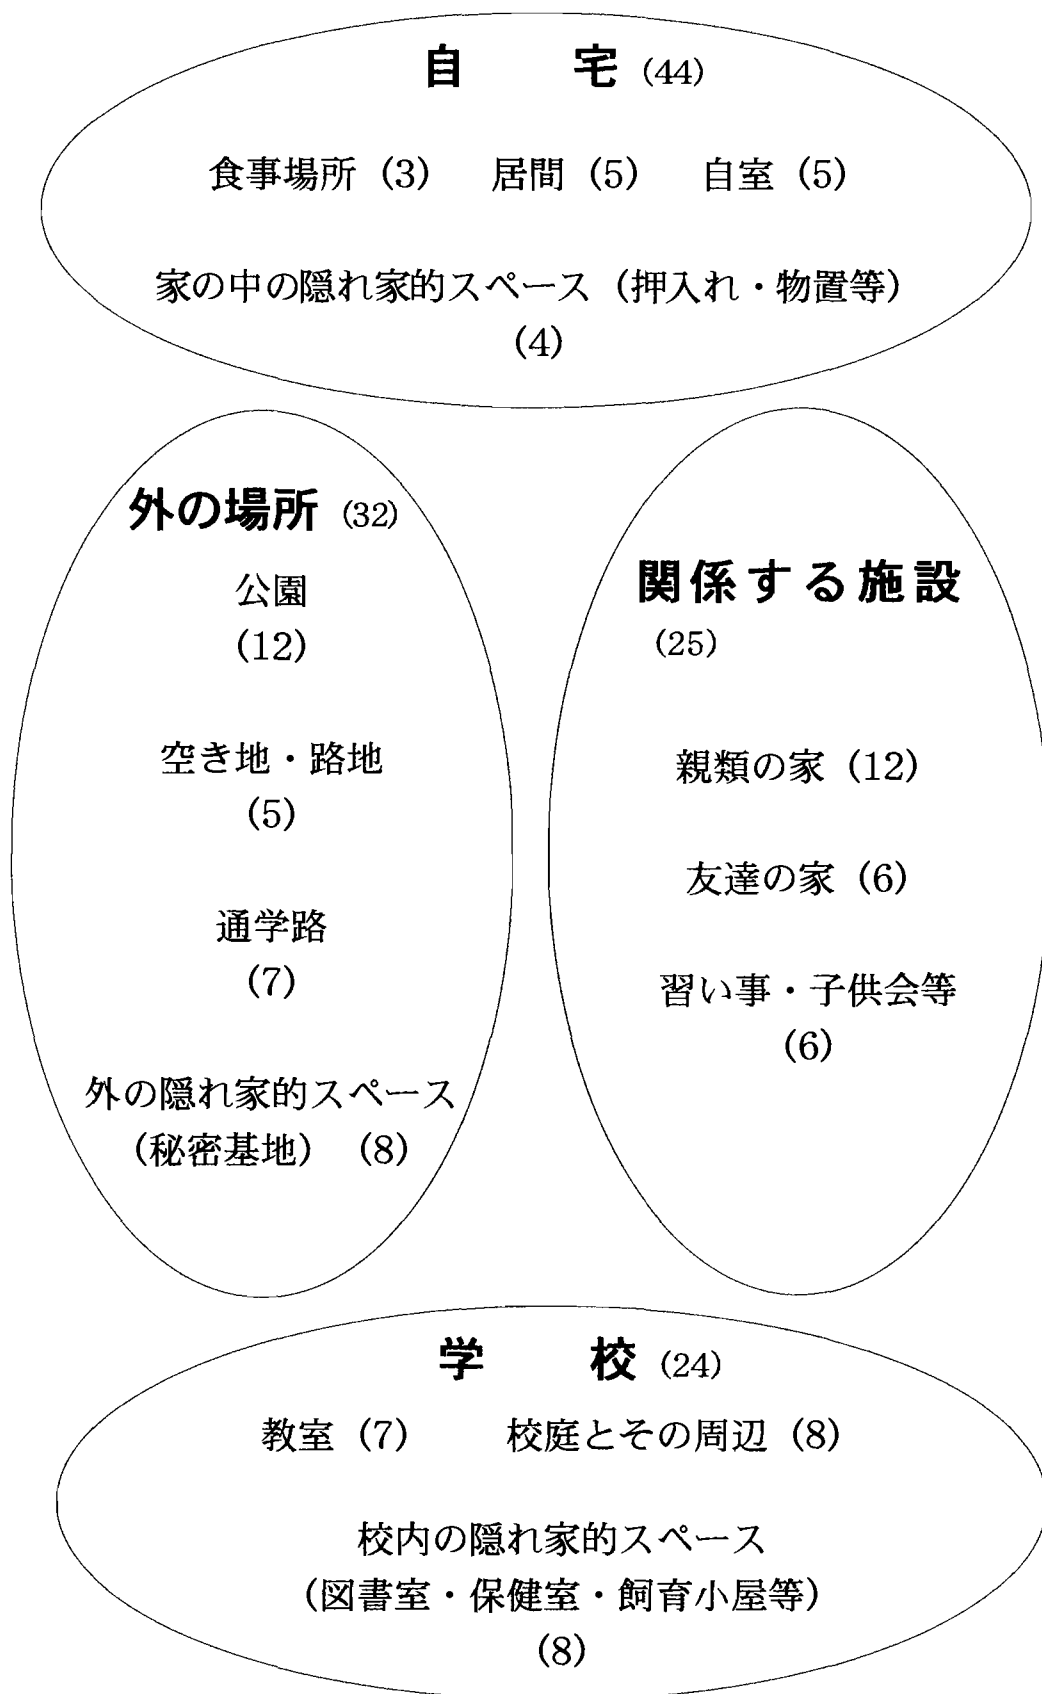 自 宅 (44)
食事場所 (3) 居間 (5) 自室 (5)
家の中の隠れ家的スペース (押入れ・物置等)
(4)
外の場所 (32)
公園
(12)
空き地・路地
(5)
通学路
(7)
外の隠れ家的スペース
(秘密基地) (8)
関係する施設
(25)
親類の家 (12)
友達の家 (6)
習い事・子供会等
(6)
学 校 (24)
教室 (7) 校庭とその周辺 (8)
校内の隠れ家的スペース
(図書室・保健室・飼育小屋等)
(8)